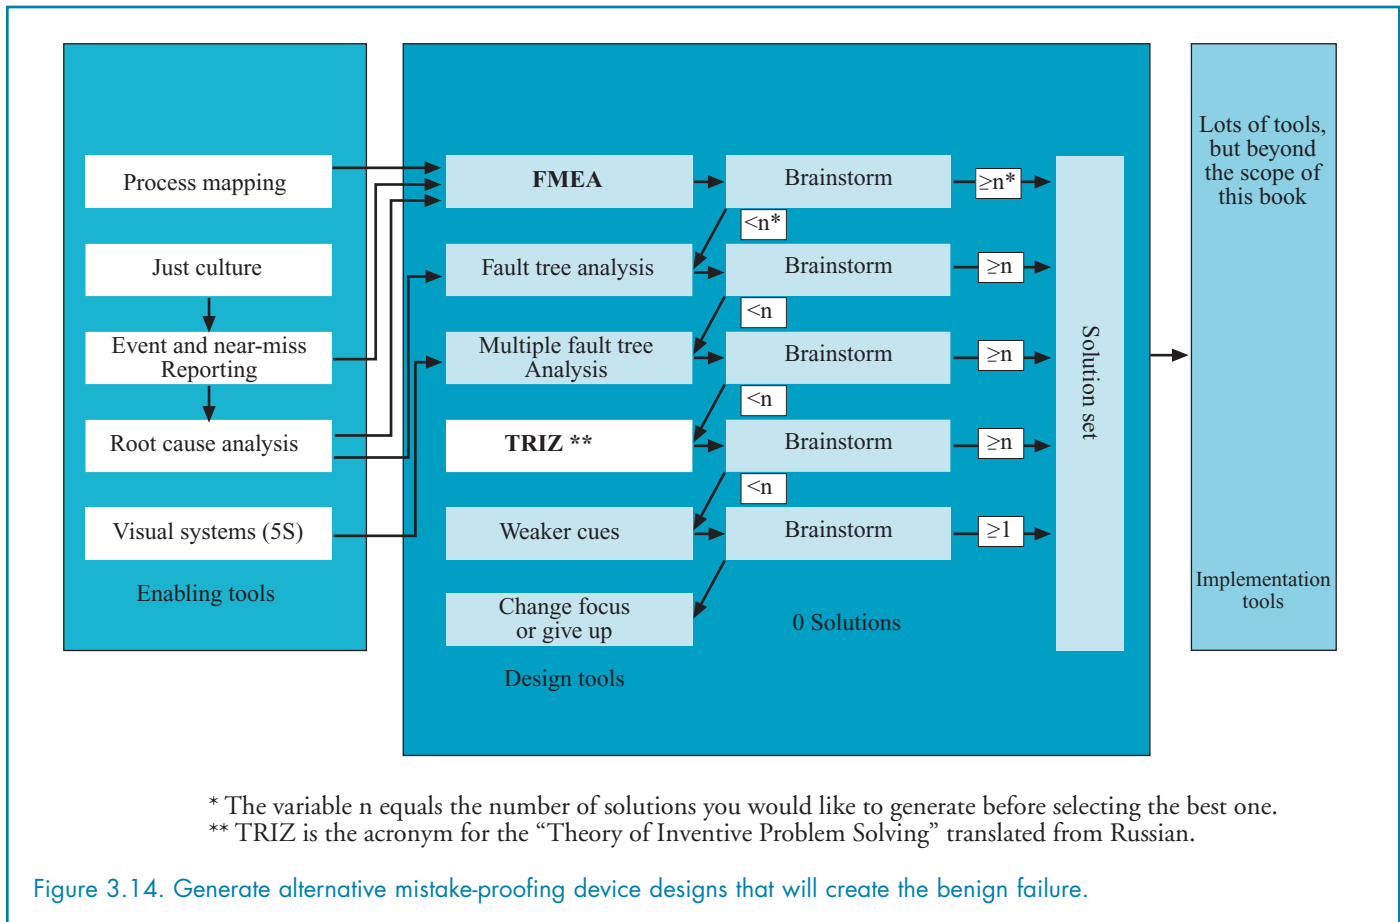 Process mapping
Just culture
Event and near-miss
Reporting
Root cause analysis
Visual systems (5S)
Enabling tools
FMEA
Brainstorm
≥n*
<n*
Fault tree analysis
Brainstorm
≥n
<n
Multiple fault tree
Analysis
Brainstorm
≥n
<n
TRIZ **
Brainstorm
≥n
<n
Weaker cues
Brainstorm
≥1
Change focus
or give up
0 Solutions
Design tools
Solution set
Lots of tools,
but beyond
the scope of
this book
Implementation
tools
* The variable n equals the number of solutions you would like to generate before selecting the best one.
** TRIZ is the acronym for the “Theory of Inventive Problem Solving” translated from Russian.
Figure 3.14. Generate alternative mistake-proofing device designs that will create the benign failure.